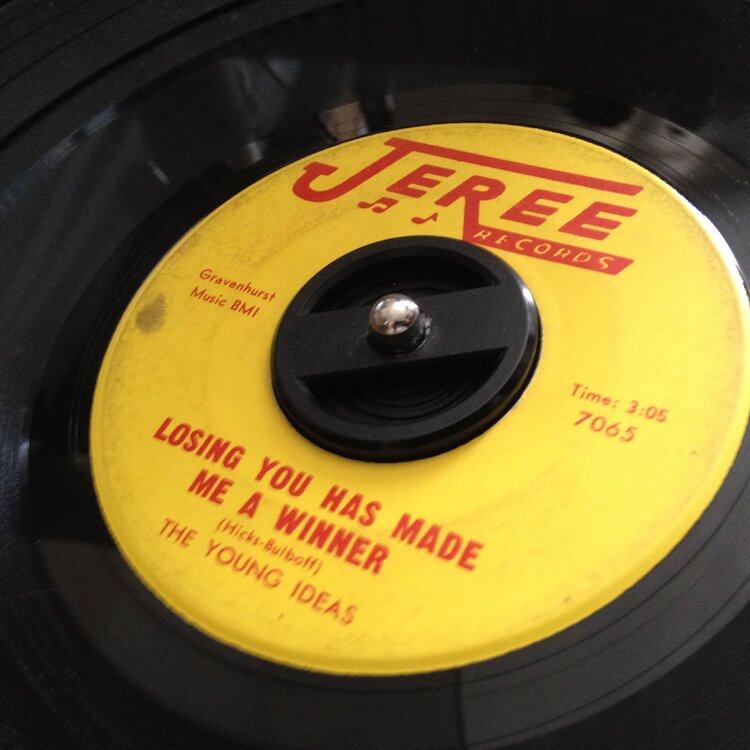 JEREE
RECORDS
Gravenhurst
Music BMI
Time: 3:05
7065
LOSING YOU HAS MADE
ME A WINNER
(Hicks-Bulboff)
THE YOUNG IDEAS